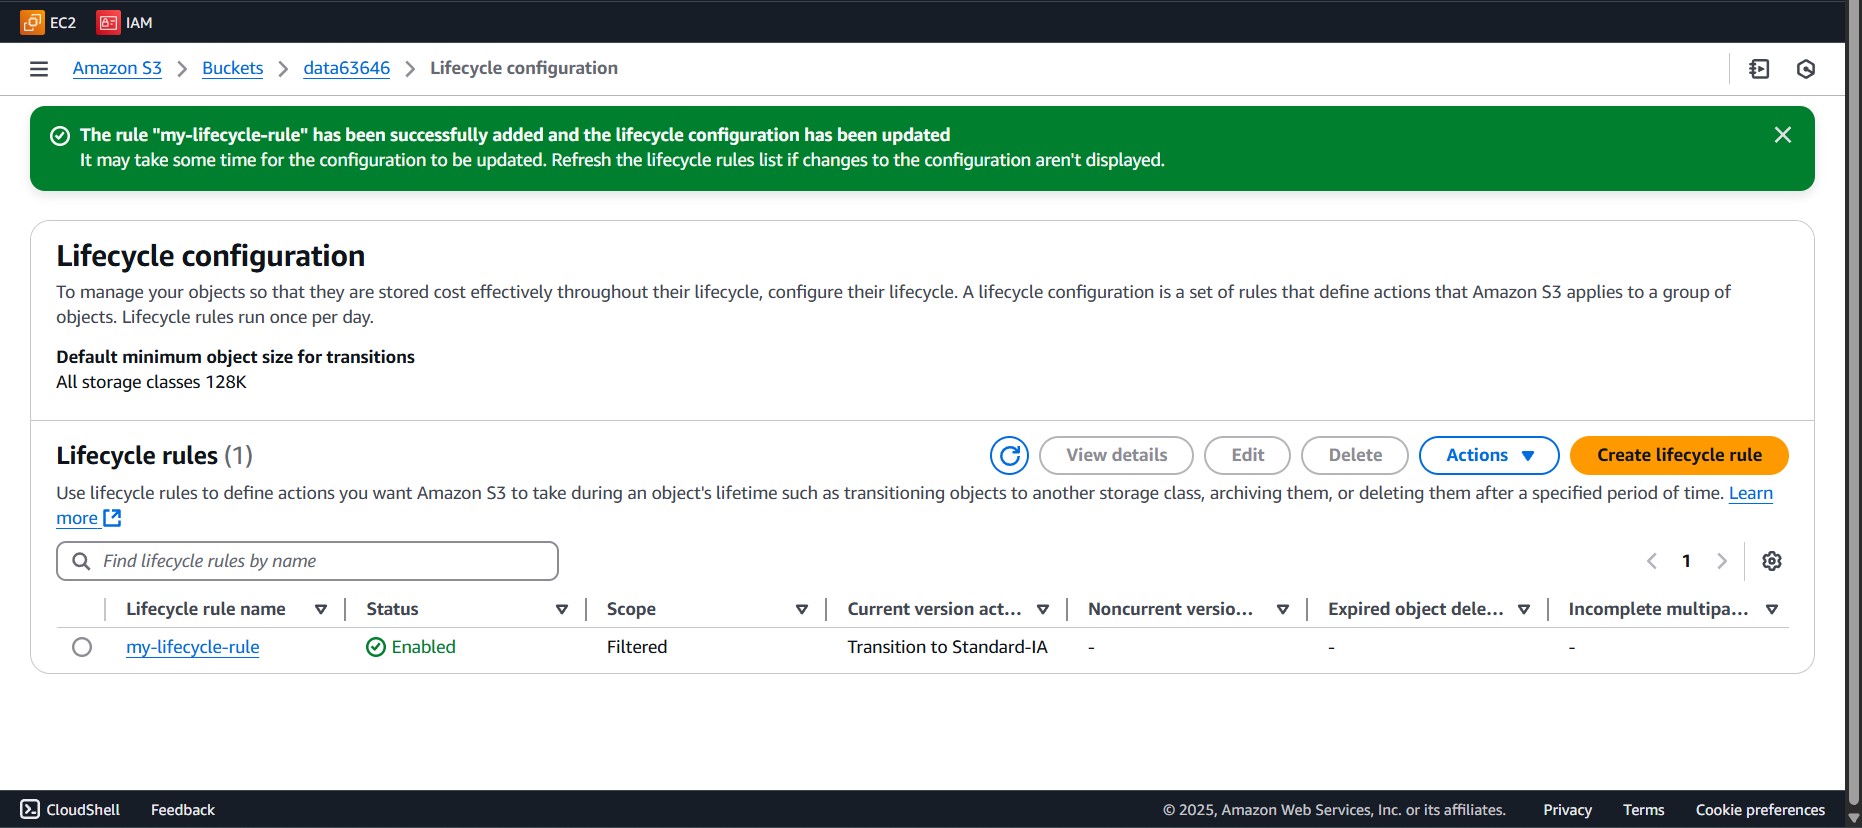 EC2 IAM
Amazon S3 Buckets data63646 Lifecycle configuration
The rule "my-lifecycle-rule" has been successfully added and the lifecycle configuration has been updated
It may take some time for the configuration to be updated. Refresh the lifecycle rules list if changes to the configuration aren't displayed.
Lifecycle configuration
To manage your objects so that they are stored cost effectively throughout their lifecycle, configure their lifecycle. A lifecycle configuration is a set of rules that define actions that Amazon S3 applies to a group of
objects. Lifecycle rules run once per day.
Default minimum object size for transitions
All storage classes 128K
Lifecycle rules (1) View details Edit Delete Actions Create lifecycle rule
Use lifecycle rules to define actions you want Amazon S3 to take during an object's lifetime such as transitioning objects to another storage class, archiving them, or deleting them after a specified period of time. Learn
more
Find lifecycle rules by name 1
Lifecycle rule name Status Scope Current version act... Noncurrent versio... Expired object dele... Incomplete multipa...
my-lifecycle-rule Enabled Filtered Transition to Standard-IA - - -
CloudShell Feedback © 2025, Amazon Web Services, Inc. or its affiliates. Privacy Terms Cookie preferences